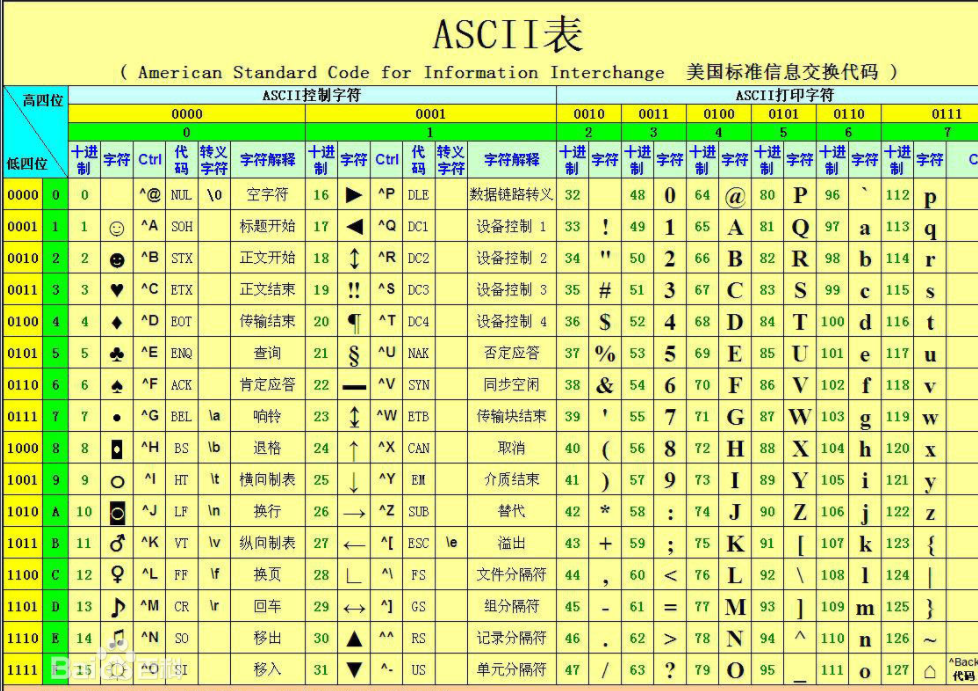 ASCII表
( American Standard Code for Information Interchange 美国标准信息交换代码 )
高四位 ASCII控制字符 ASCII打印字符
0000 0001 0010 0011 0100 0101 0110 0111
0 1 2 3 4 5 6 7
低四位 十进制 字符 Ctrl 代码 转义字符 字符解释 十进制 字符 Ctrl 代码 转义字符 字符解释 十进制 字符 十进制 字符 十进制 字符 十进制 字符 十进制 字符 十进制 字符 C
0000 0 0 ^@ NUL \0 空字符 16 ► ^P DLE 数据链路转义 32 48 0 64 @ 80 P 96 ` 112 p
0001 1 1 ☺ ^A SOH 标题开始 17 ◄ ^Q DC1 设备控制 1 33 ! 49 1 65 A 81 Q 97 a 113 q
0010 2 2 ☻ ^B STX 正文开始 18 ↕ ^R DC2 设备控制 2 34 " 50 2 66 B 82 R 98 b 114 r
0011 3 3 ♥ ^C ETX 正文结束 19 ‼ ^S DC3 设备控制 3 35 # 51 3 67 C 83 S 99 c 115 s
0100 4 4 ♦ ^D EOT 传输结束 20 ¶ ^T DC4 设备控制 4 36 $ 52 4 68 D 84 T 100 d 116 t
0101 5 5 ♣ ^E ENQ 查询 21 § ^U NAK 否定应答 37 % 53 5 69 E 85 U 101 e 117 u
0110 6 6 ♠ ^F ACK 肯定应答 22 ▬ ^V SYN 同步空闲 38 & 54 6 70 F 86 V 102 f 118 v
0111 7 7 • ^G BEL \a 响铃 23 ↨ ^W ETB 传输块结束 39 ' 55 7 71 G 87 W 103 g 119 w
1000 8 8 ◘ ^H BS \b 退格 24 ↑ ^X CAN 取消 40 ( 56 8 72 H 88 X 104 h 120 x
1001 9 9 ○ ^I HT \t 横向制表 25 ↓ ^Y EM 介质结束 41 ) 57 9 73 I 89 Y 105 i 121 y
1010 A 10 ◙ ^J LF \n 换行 26 → ^Z SUB 替代 42 * 58 : 74 J 90 Z 106 j 122 z
1011 B 11 ♂ ^K VT \v 纵向制表 27 ← ^[ ESC \e 溢出 43 + 59 ; 75 K 91 [ 107 k 123 {
1100 C 12 ♀ ^L FF \f 换页 28 ∟ ^\ FS 文件分隔符 44 , 60 < 76 L 92 \ 108 l 124 |
1101 D 13 ♪ ^M CR \r 回车 29 ↔ ^] GS 组分隔符 45 - 61 = 77 M 93 ] 109 m 125 }
1110 E 14 ♫ ^N SO 移出 30 ▲ ^^ RS 记录分隔符 46 . 62 > 78 N 94 ^ 110 n 126 ~
1111 F 15 ☼ ^O SI 移入 31 ▼ ^- US 单元分隔符 47 / 63 ? 79 O 95 _ 111 o 127 ⌂ ^Back 代码
Baidu百科